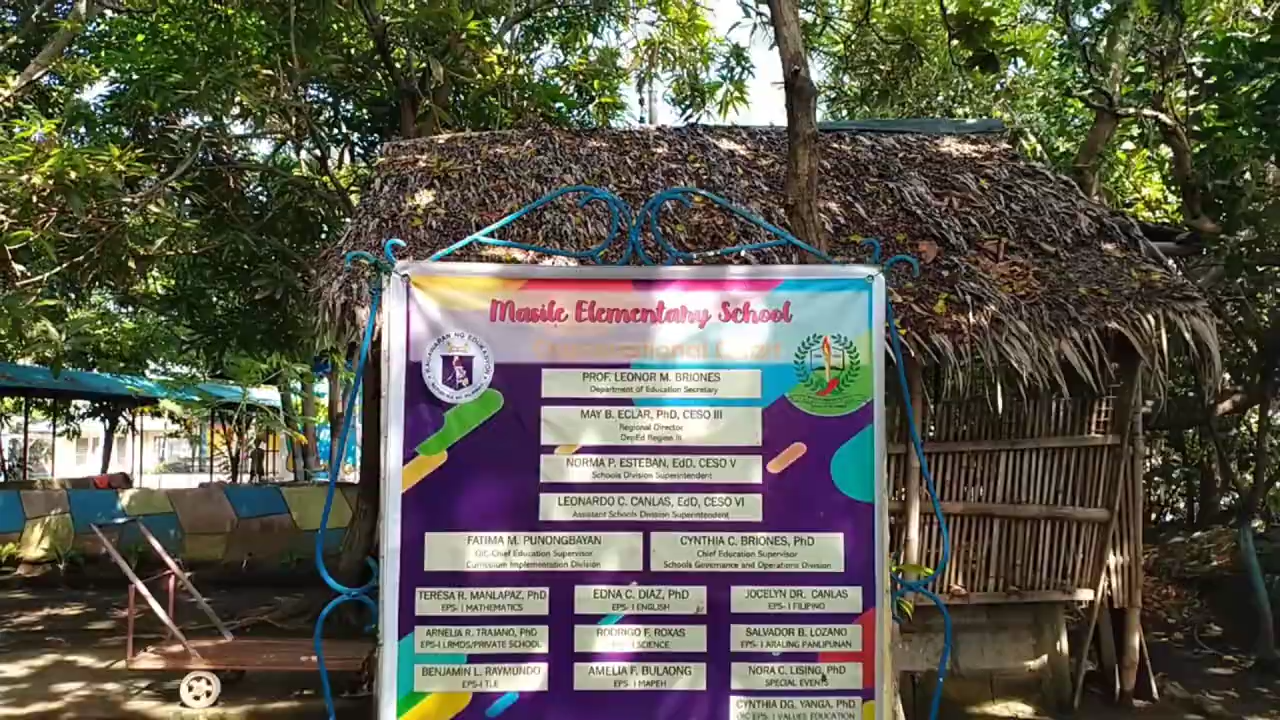 Masile Elementary School
Organizational Chart
KAGAWARAN NG EDUKASYON
PROF. LEONOR M. BRIONES
Department of Education Secretary
MAY B. ECLAR, PhD, CESO III
Regional Director
DepEd Region III
NORMA P. ESTEBAN, EdD, CESO V
Schools Division Superintendent
LEONARDO C. CANLAS, EdD, CESO VI
Assistant Schools Division Superintendent
FATIMA M. PUNONGBAYAN
OIC-Chief Education Supervisor
Curriculum Implementation Division
CYNTHIA C. BRIONES, PhD
Chief Education Supervisor
Schools Governance and Operations Division
TERESA R. MANLAPAZ, PhD
EPS- I MATHEMATICS
EDNA C. DIAZ, PhD
EPS- I ENGLISH
JOCELYN DR. CANLAS
EPS- I FILIPINO
ARNELIA R. TRAJANO, PhD
EPS-I LRMDS/PRIVATE SCHOOL
RODRIGO F. ROXAS
I SCIENCE
SALVADOR B. LOZANO
EPS- I ARALING PANLIPUNAN
BENJAMIN L. RAYMUNDO
EPS-I TLE
AMELIA F. BULAONG
EPS- I MAPEH
NORA C. LISING, PhD
SPECIAL EVENTS
CYNTHIA DG. YANGA, PhD
OIC EPS- I VALUES EDUCATION